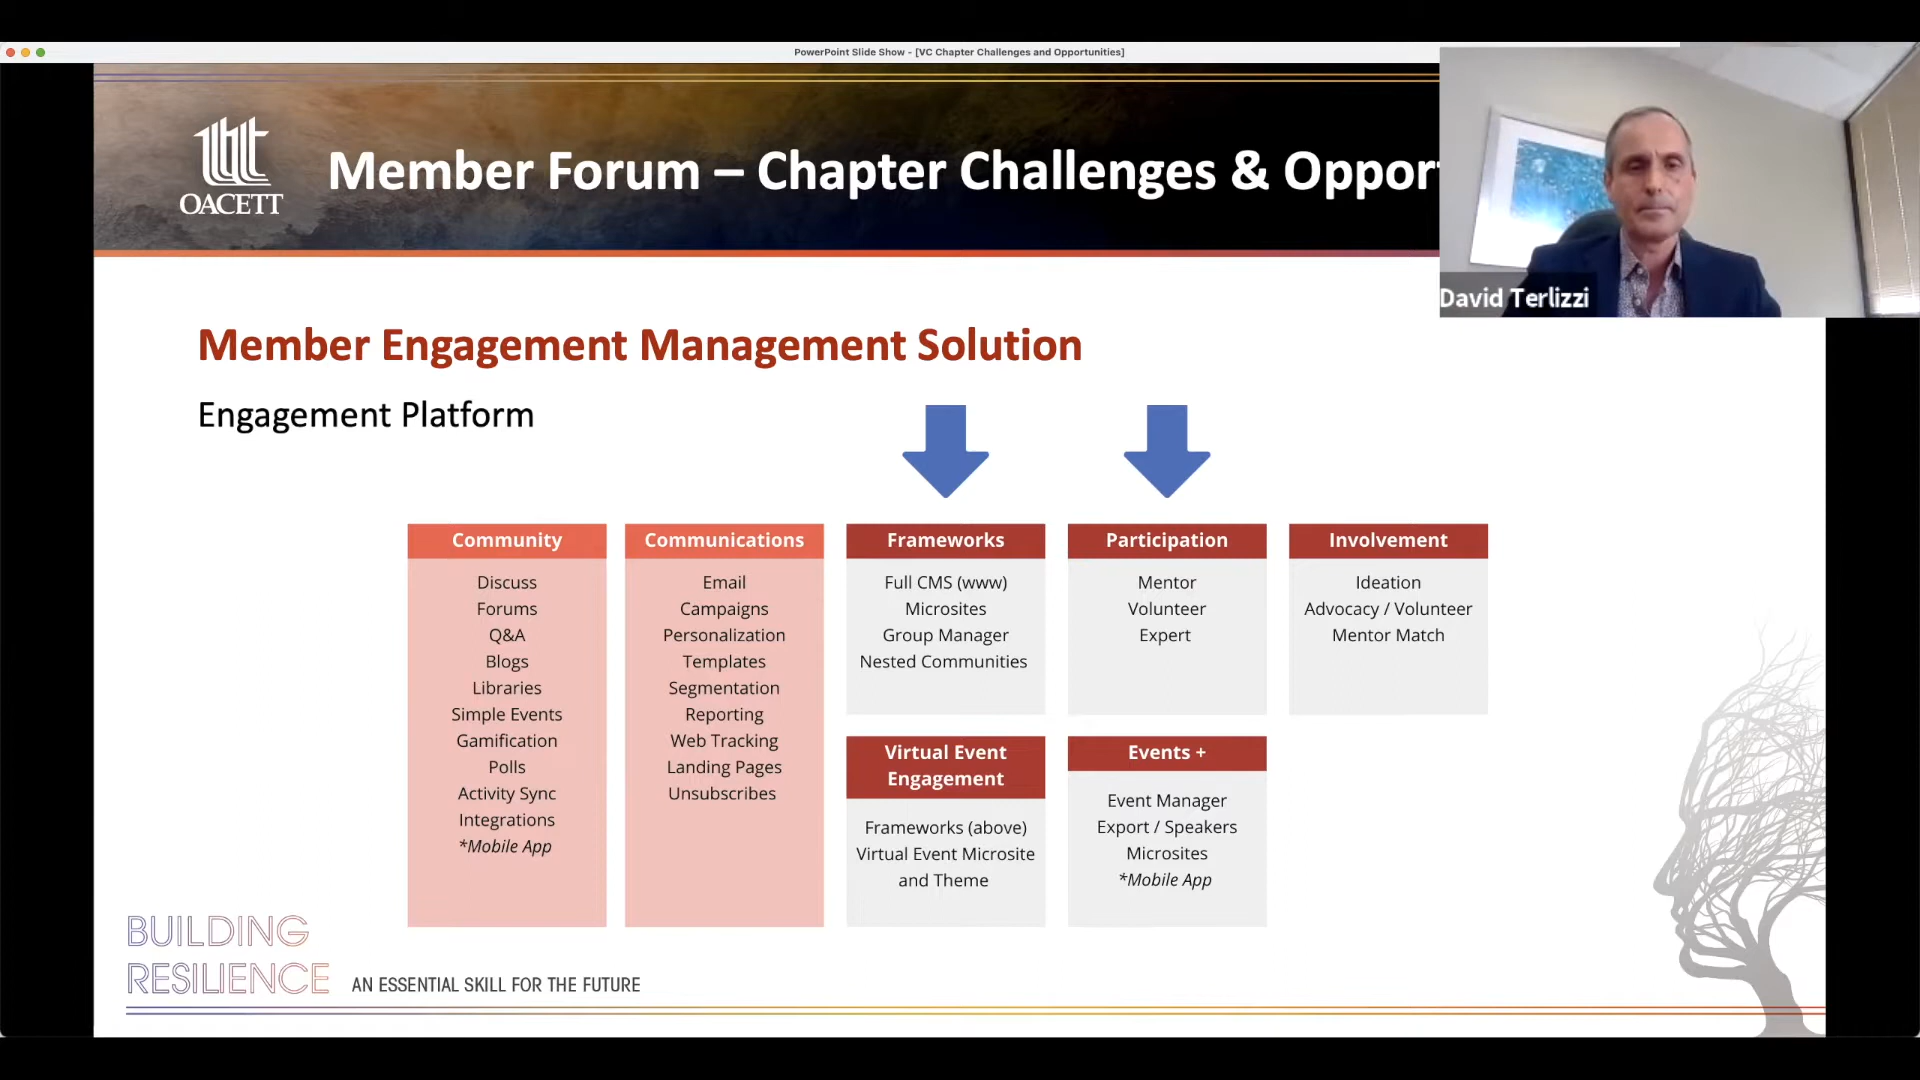 PowerPoint Slide Show - [VC Chapter Challenges and Opportunities]
OACETT
Member Forum – Chapter Challenges & Oppor
David Terlizzi
Member Engagement Management Solution
Engagement Platform
Community
Discuss
Forums
Q&A
Blogs
Libraries
Simple Events
Gamification
Polls
Activity Sync
Integrations
*Mobile App
Communications
Email
Campaigns
Personalization
Templates
Segmentation
Reporting
Web Tracking
Landing Pages
Unsubscribes
Frameworks
Full CMS (www)
Microsites
Group Manager
Nested Communities
Participation
Mentor
Volunteer
Expert
Involvement
Ideation
Advocacy / Volunteer
Mentor Match
Virtual Event
Engagement
Frameworks (above)
Virtual Event Microsite
and Theme
Events +
Event Manager
Export / Speakers
Microsites
*Mobile App
BUILDING
RESILIENCE AN ESSENTIAL SKILL FOR THE FUTURE